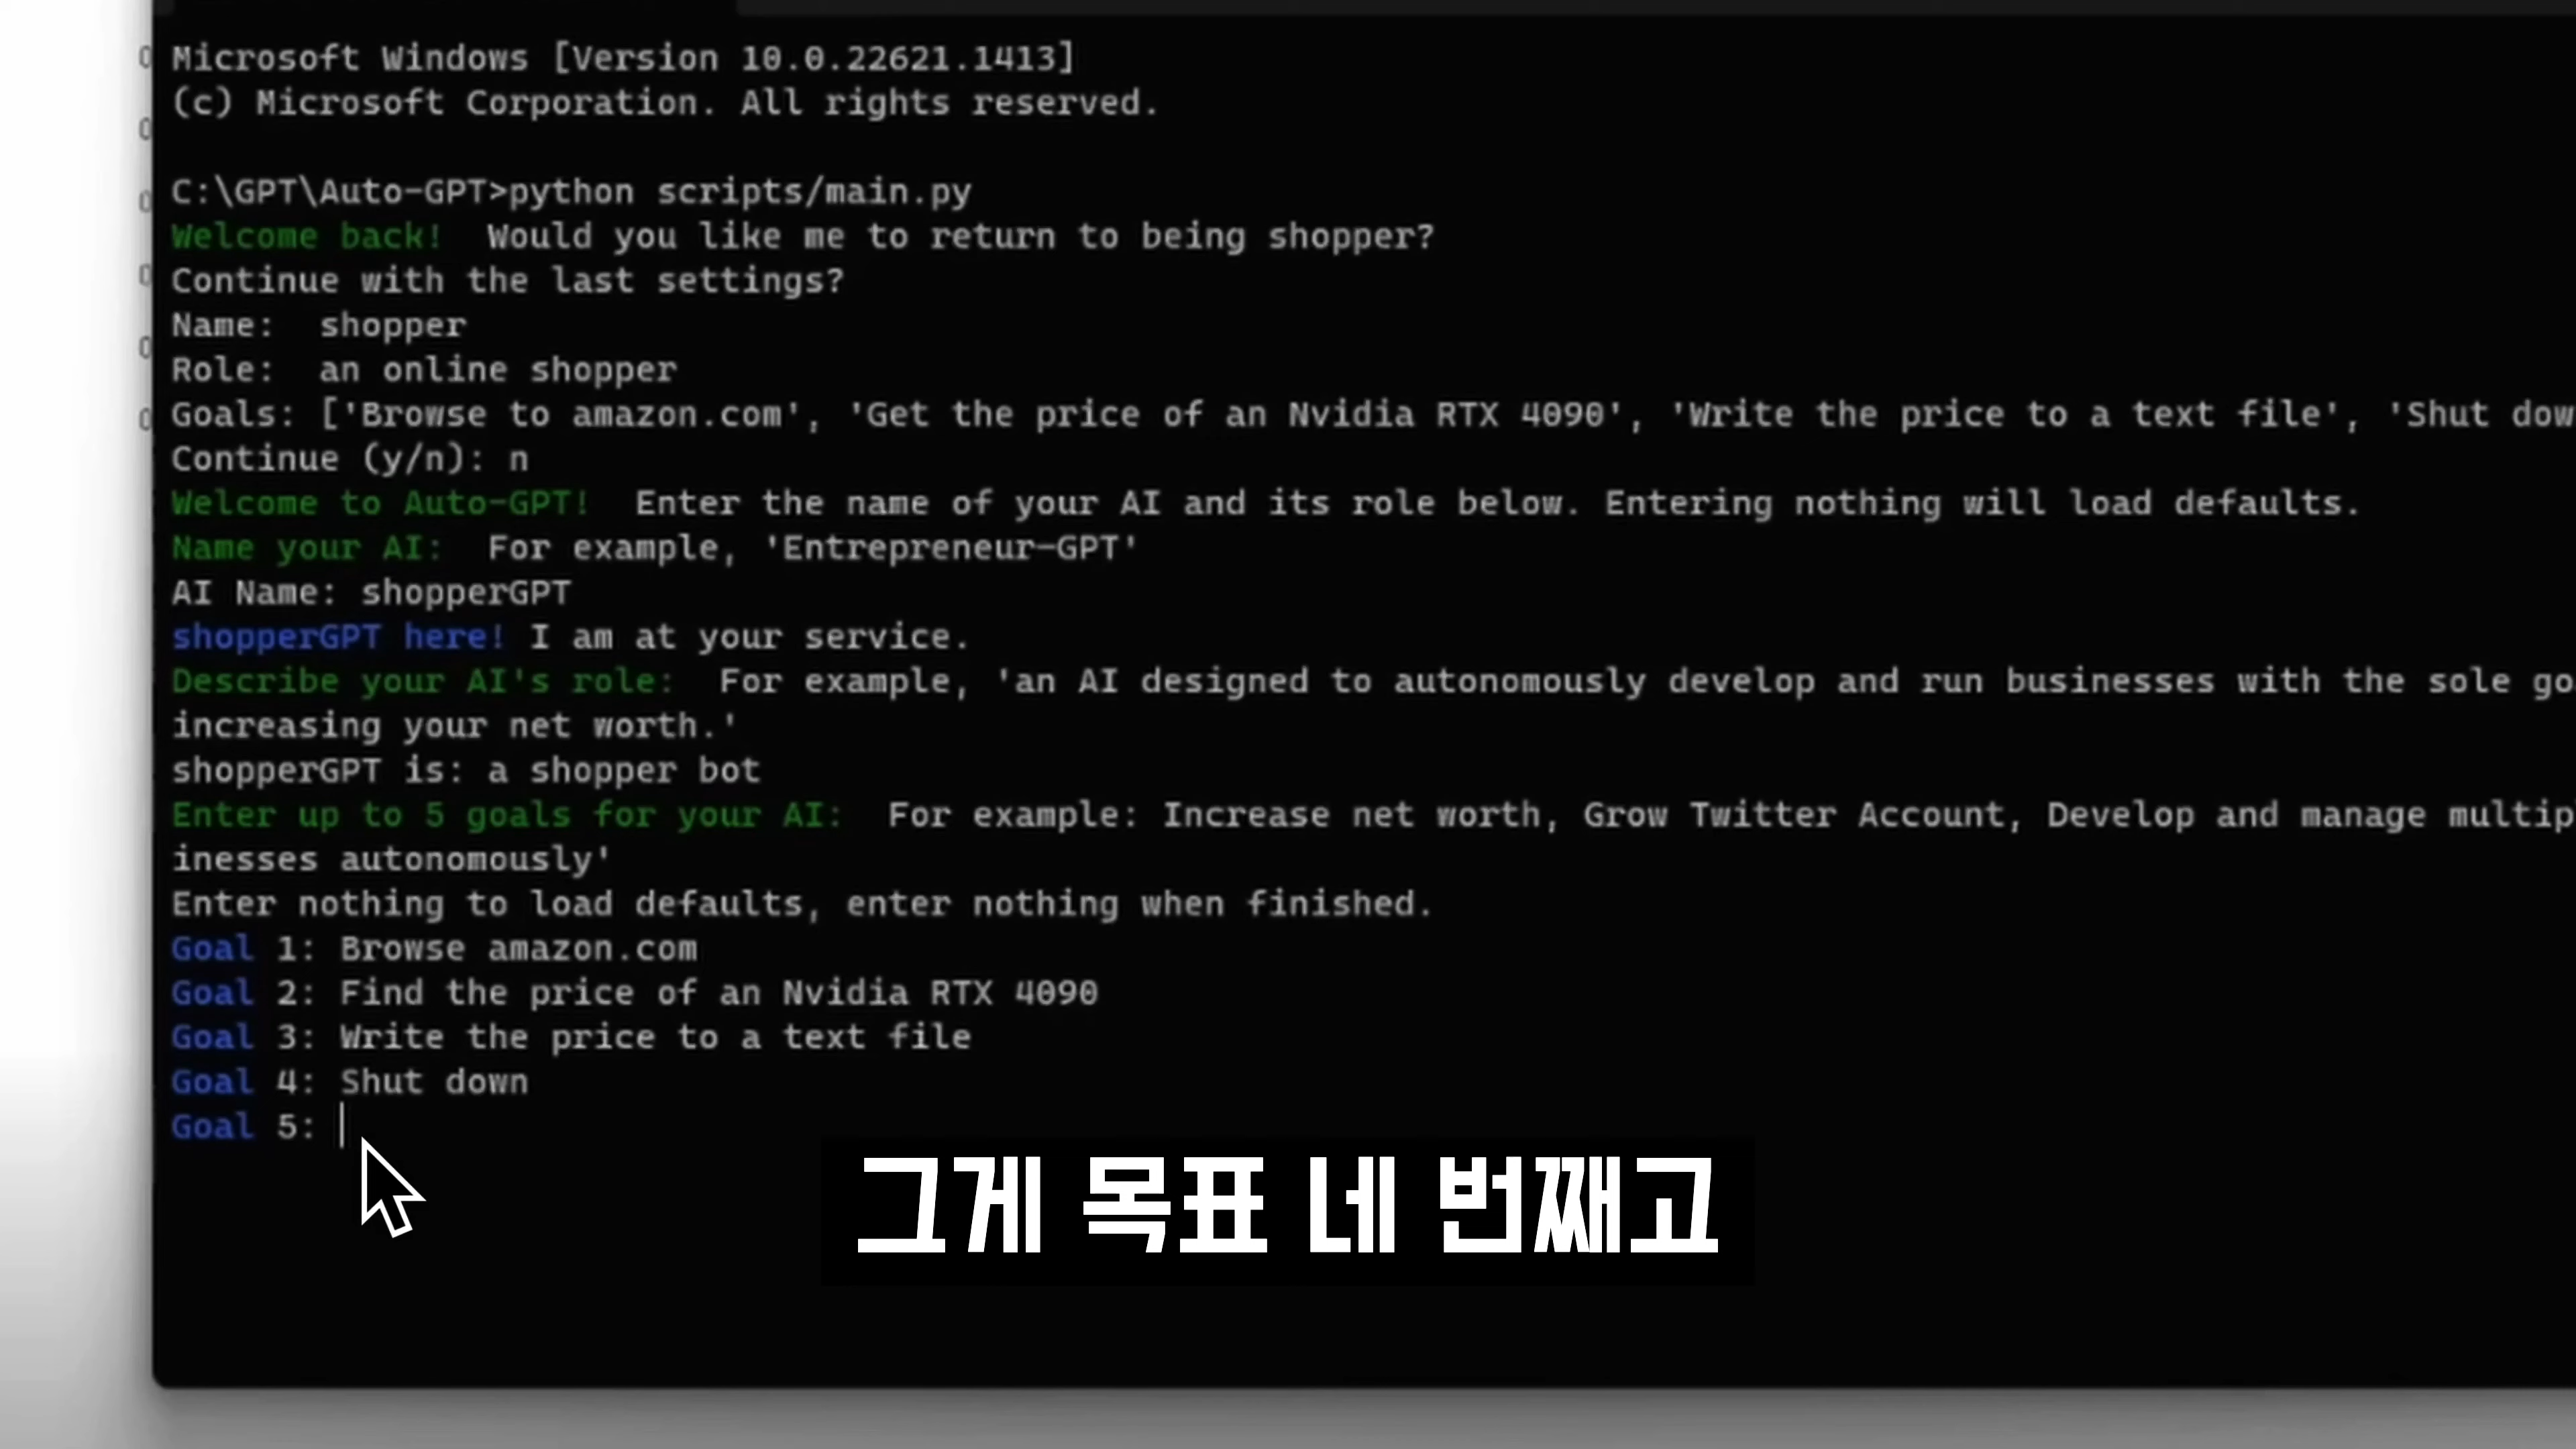 Microsoft Windows [Version 10.0.22621.1413]
(c) Microsoft Corporation. All rights reserved.
C:\GPT\Auto-GPT>python scripts/main.py
Welcome back!  Would you like me to return to being shopper?
Continue with the last settings?
Name:  shopper
Role:  an online shopper
Goals: ['Browse to amazon.com', 'Get the price of an Nvidia RTX 4090', 'Write the price to a text file', 'Shut dow
Continue (y/n): n
Welcome to Auto-GPT!  Enter the name of your AI and its role below. Entering nothing will load defaults.
Name your AI:  For example, 'Entrepreneur-GPT'
AI Name: shopperGPT
shopperGPT here! I am at your service.
Describe your AI's role:  For example, 'an AI designed to autonomously develop and run businesses with the sole go
increasing your net worth.'
shopperGPT is: a shopper bot
Enter up to 5 goals for your AI:  For example: Increase net worth, Grow Twitter Account, Develop and manage multip
inesses autonomously'
Enter nothing to load defaults, enter nothing when finished.
Goal 1: Browse amazon.com
Goal 2: Find the price of an Nvidia RTX 4090
Goal 3: Write the price to a text file
Goal 4: Shut down
Goal 5:
그게 목표 네 번째고